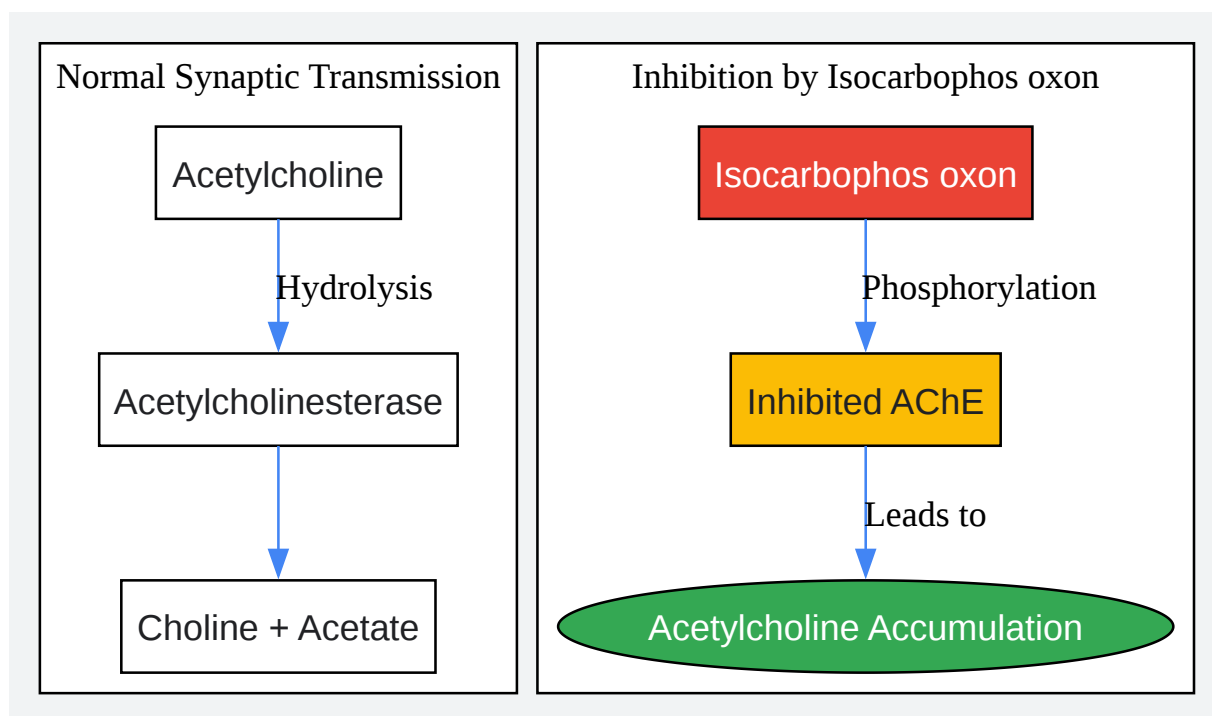 Normal Synaptic Transmission
Acetylcholine
Hydrolysis
Acetylcholinesterase
Choline + Acetate
Inhibition by Isocarbophos oxon
Isocarbophos oxon
Phosphorylation
Inhibited AChE
Leads to
Acetylcholine Accumulation